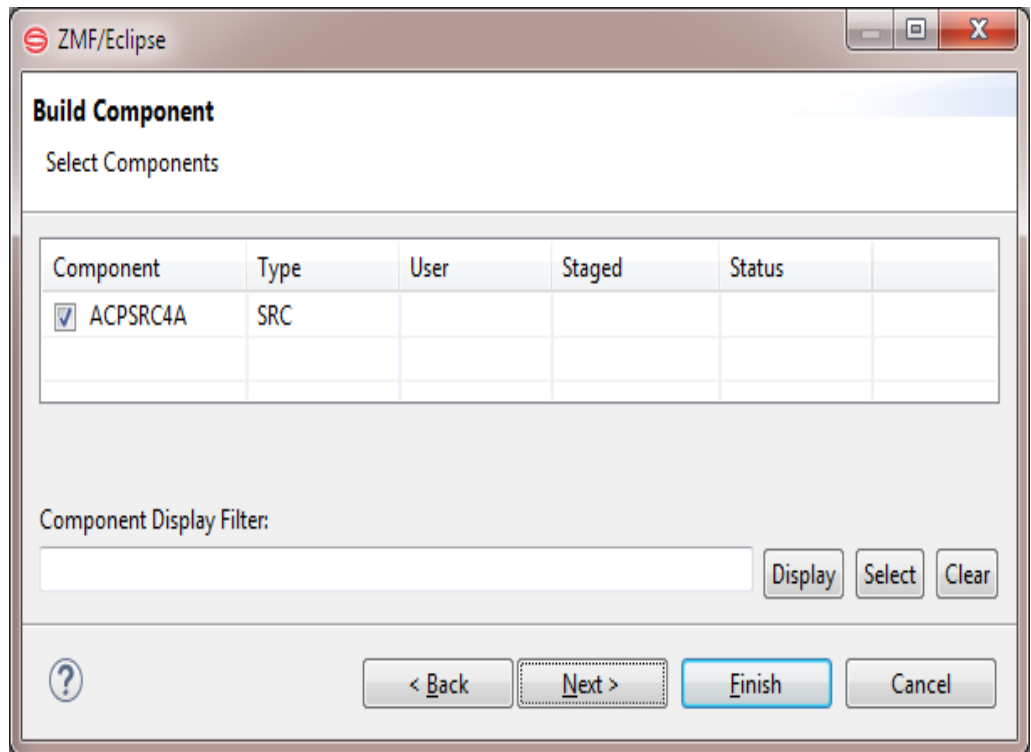 ZMF/Eclipse
X
Build Component
Select Components
Component Type User Staged Status
ACPSRC4A SRC
Component Display Filter:
Display Select Clear
? < Back Next > Finish Cancel